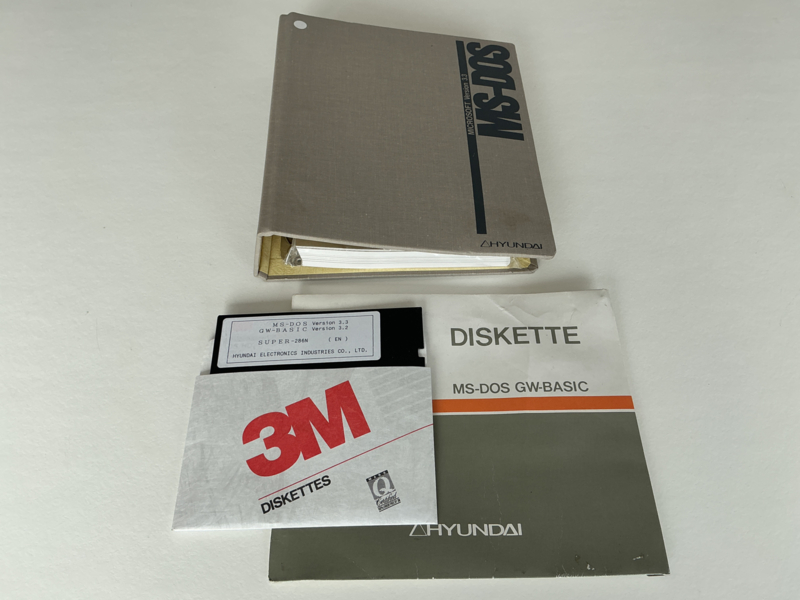 MICROSOFT Version 3.3
MS-DOS
HYUNDAI
MS-DOS Version 3.3
GW-BASIC Version 3.2
SUPER-286N (EN)
HYUNDAI ELECTRONICS INDUSTRIES CO., LTD.
3M
DISKETTES
Q
DISKETTE
MS-DOS GW-BASIC
HYUNDAI